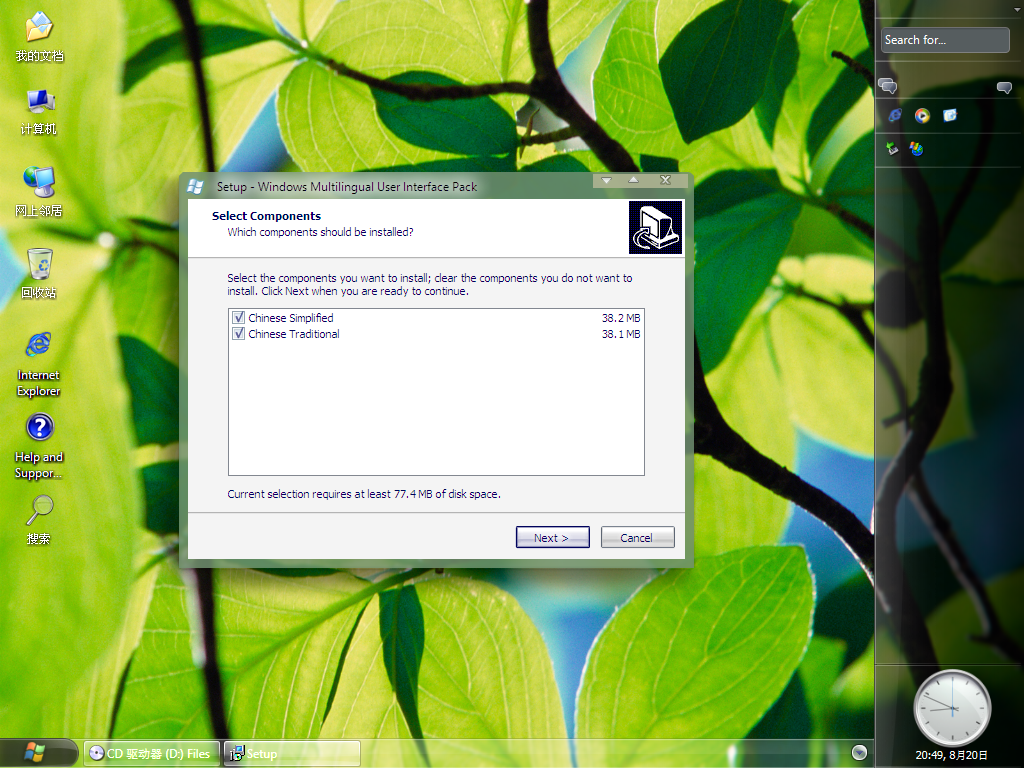 我的文档
计算机
网上邻居
回收站
Internet
Explorer
Help and
Suppor...
搜索
Setup - Windows Multilingual User Interface Pack
Select Components
Which components should be installed?
Select the components you want to install; clear the components you do not want to
install. Click Next when you are ready to continue.
Chinese Simplified 38.2 MB
Chinese Traditional 38.1 MB
Current selection requires at least 77.4 MB of disk space.
Next >
Cancel
Search for...
20:49, 8月20日
CD 驱动器 (D:) Files
Setup